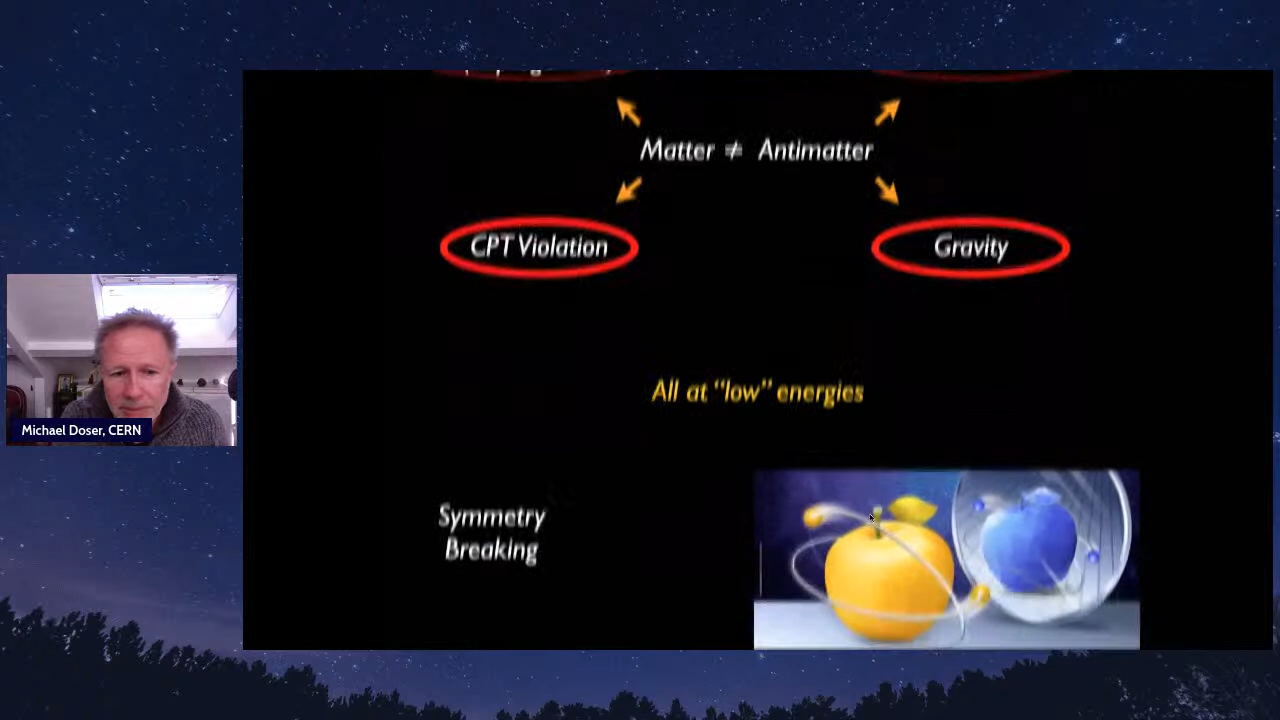 Matter ≠ Antimatter
CPT Violation
Gravity
All at “low” energies
Symmetry
Breaking
Michael Doser, CERN